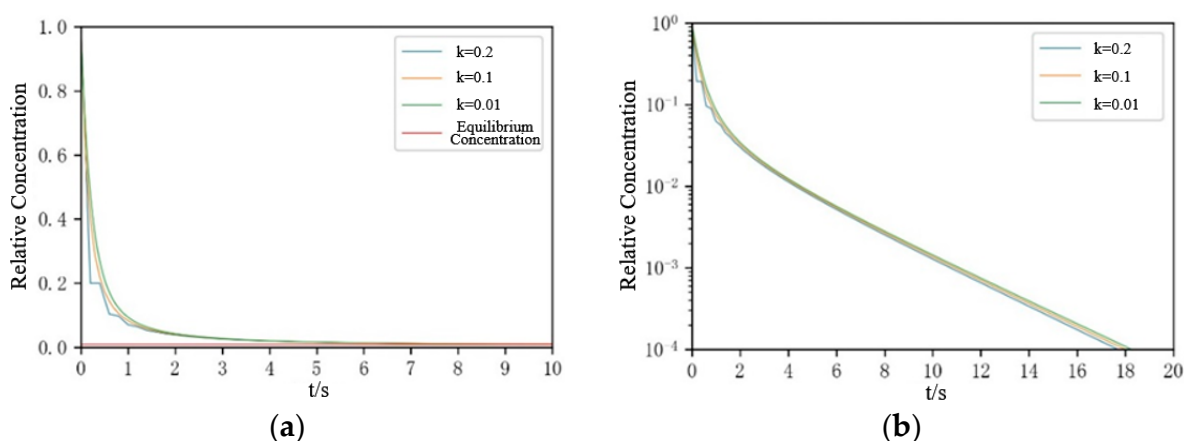 1.0
0.8
0.6
0.4
0.2
0.0
Relative Concentration
k=0.2
k=0.1
k=0.01
Equilibrium
Concentration
0 1 2 3 4 5 6 7 8 9 10
t/s
(a)
10⁰
10⁻¹
10⁻²
10⁻³
10⁻⁴
Relative Concentration
k=0.2
k=0.1
k=0.01
0 2 4 6 8 10 12 14 16 18 20
t/s
(b)